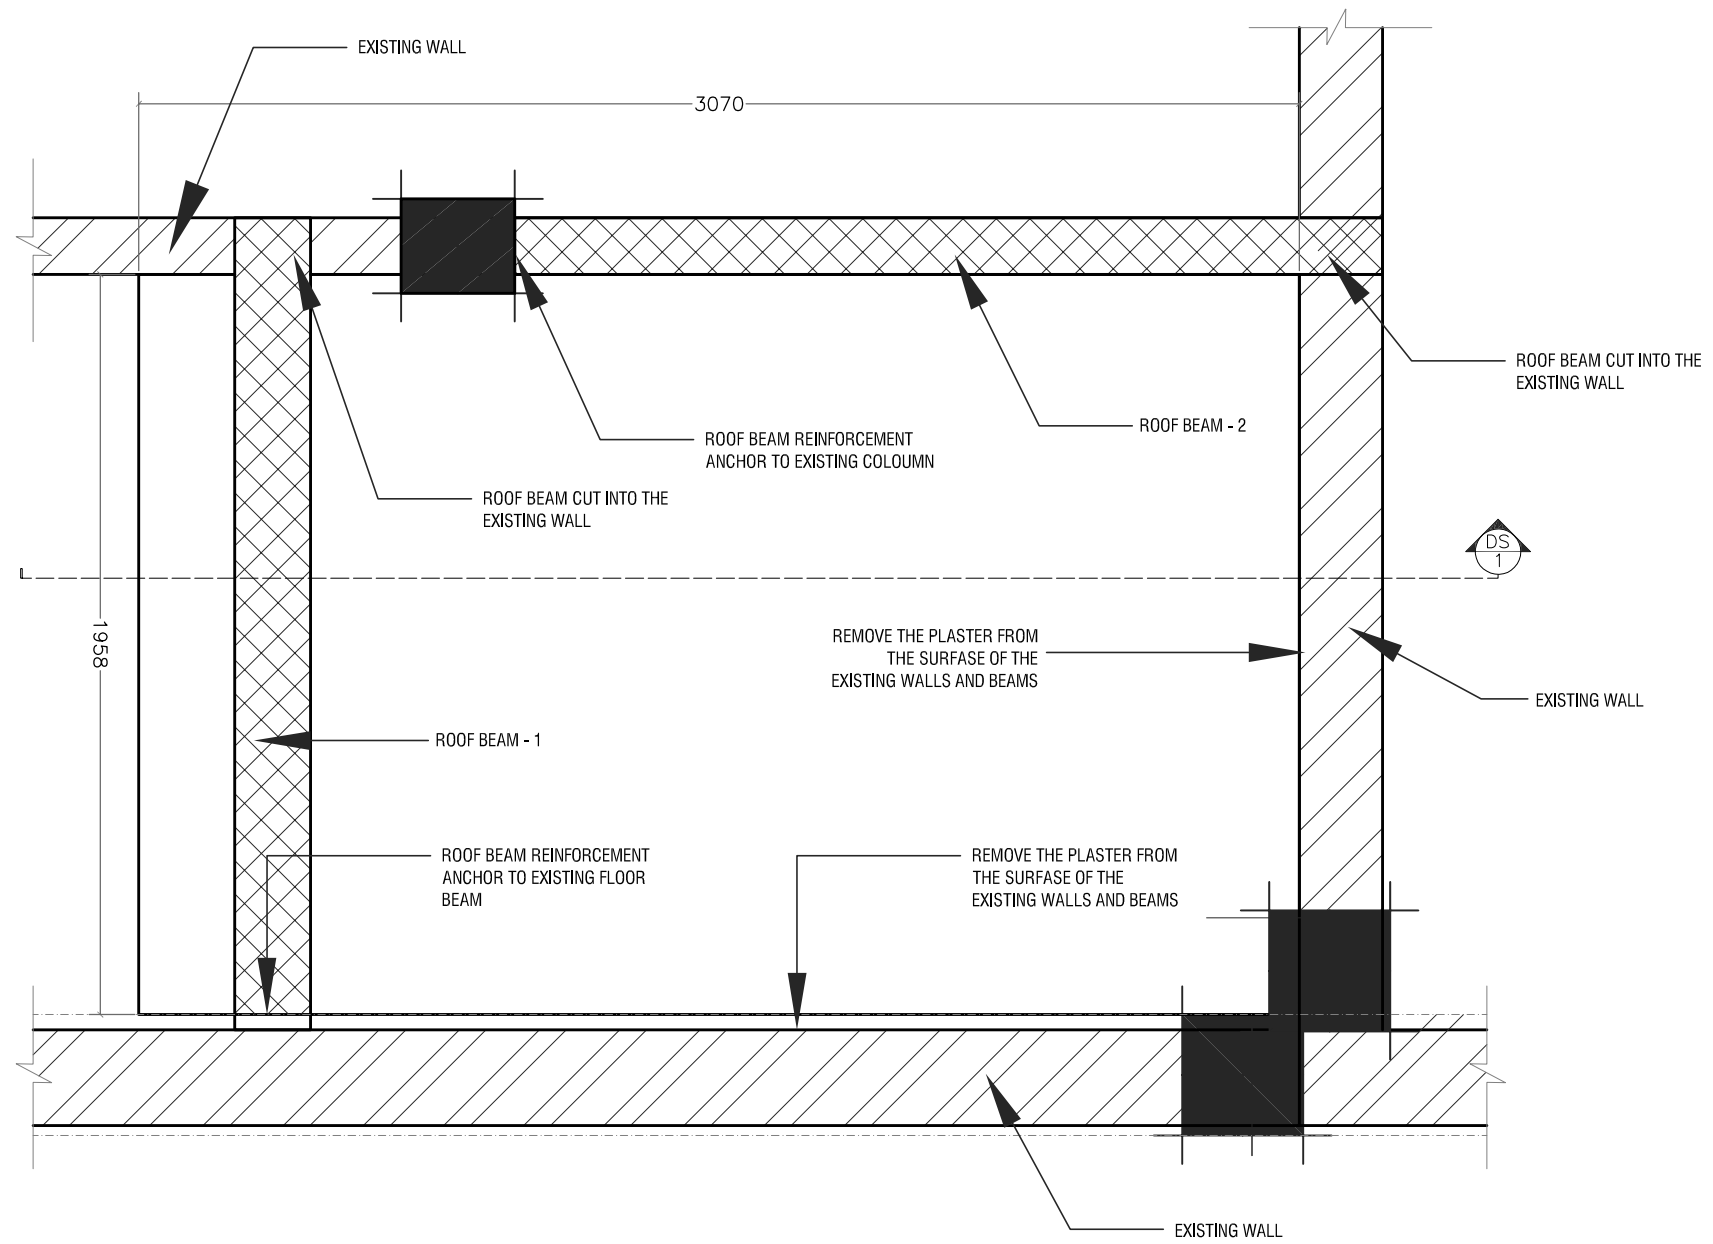 EXISTING WALL
3070
ROOF BEAM CUT INTO THE
EXISTING WALL
ROOF BEAM - 2
ROOF BEAM REINFORCEMENT
ANCHOR TO EXISTING COLOUMN
ROOF BEAM CUT INTO THE
EXISTING WALL
DS
1
1958
REMOVE THE PLASTER FROM
THE SURFASE OF THE
EXISTING WALLS AND BEAMS
EXISTING WALL
ROOF BEAM - 1
ROOF BEAM REINFORCEMENT
ANCHOR TO EXISTING FLOOR
BEAM
REMOVE THE PLASTER FROM
THE SURFASE OF THE
EXISTING WALLS AND BEAMS
EXISTING WALL